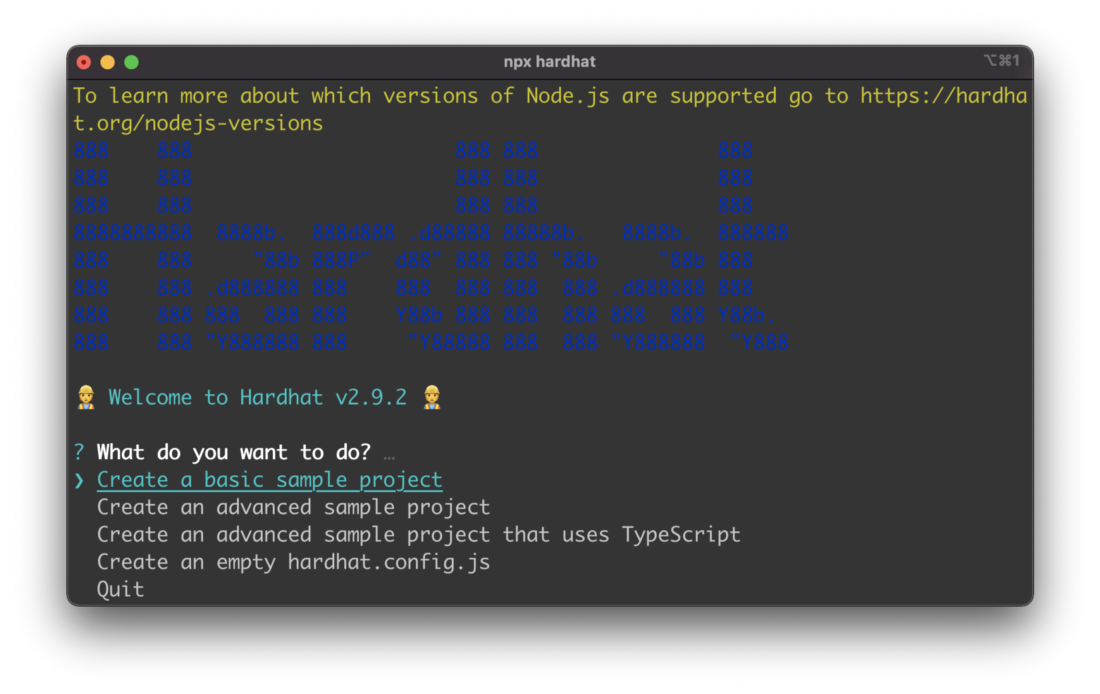 npx hardhat
⌥⌘1
To learn more about which versions of Node.js are supported go to https://hardha
t.org/nodejs-versions
888    888                      888 888               888
888    888                      888 888               888
888    888                      888 888               888
8888888888  8888b.  888d888 .d88888 88888b.   8888b.  888888
888    888     "88b 888P"  d88" 888 888 "88b     "88b 888
888    888 .d888888 888    888  888 888  888 .d888888 888
888    888 888  888 888    Y88b 888 888  888 888  888 Y88b.
888    888 "Y888888 888     "Y88888 888  888 "Y888888  "Y888
👷 Welcome to Hardhat v2.9.2 👷
? What do you want to do? …
❯ Create a basic sample project
Create an advanced sample project
Create an advanced sample project that uses TypeScript
Create an empty hardhat.config.js
Quit